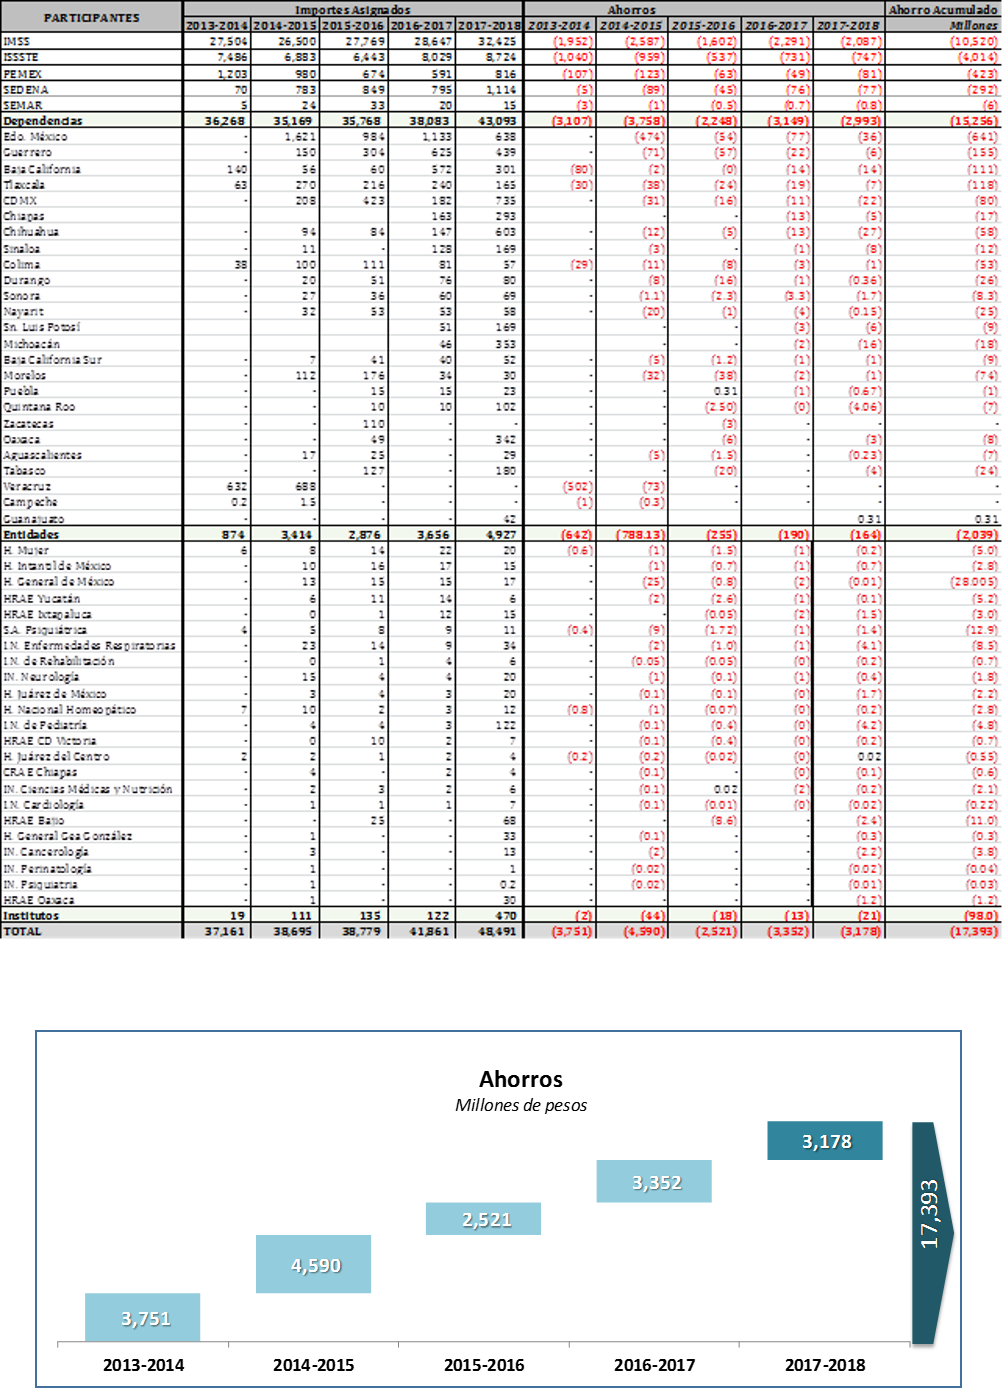 PARTICIPANTES Importes Asignados Ahorros Ahorro Acumulado
2013-2014 2014-2015 2015-2016 2016-2017 2017-2018 2013-2014 2014-2015 2015-2016 2016-2017 2017-2018 Millones
IMSS 27,504 26,500 27,769 28,647 32,425 (1,952) (2,587) (1,602) (2,291) (2,087) (10,520)
ISSSTE 7,486 6,883 6,443 8,029 8,724 (1,040) (959) (537) (731) (747) (4,014)
PEMEX 1,203 980 674 591 816 (107) (123) (63) (49) (81) (423)
SEDENA 70 783 849 795 1,114 (5) (89) (45) (76) (77) (292)
SEMAR 5 24 33 20 15 (3) (1) (0.5) (0.7) (0.8) (6)
Dependencias 36,268 35,169 35,768 38,083 43,093 (3,107) (3,758) (2,248) (3,149) (2,993) (15,256)
Edo. México - 1,621 984 1,133 638 - (474) (54) (77) (36) (641)
Guerrero - 150 304 625 439 - (71) (57) (22) (6) (155)
Baja California 140 56 60 572 301 (80) (2) (0) (14) (14) (111)
Tlaxcala 63 270 216 240 165 (30) (38) (24) (19) (7) (118)
CDMX - 208 423 182 735 - (31) (16) (11) (22) (80)
Chiapas 163 293 - - (13) (5) (17)
Chihuahua - 94 84 147 603 - (12) (5) (13) (27) (58)
Sinaloa - 11 - 128 169 - (3) (1) (8) (12)
Colima 38 100 111 81 57 (29) (11) (8) (3) (1) (53)
Durango - 20 51 76 80 - (8) (16) (1) (0.36) (26)
Sonora - 27 36 60 69 - (1.1) (2.3) (3.3) (1.7) (8.3)
Nayarit - 32 53 53 58 - (20) (1) (4) (0.15) (25)
Sn. Luis Potosí 51 169 - - (3) (6) (9)
Michoacán 46 353 - - (2) (16) (18)
Baja California Sur - 7 41 40 52 - (5) (1.2) (1) (1) (9)
Morelos - 112 176 34 30 - (32) (38) (2) (1) (74)
Puebla - - 15 15 23 - - 0.31 (1) (0.67) (1)
Quintana Roo - - 10 10 102 - - (2.50) (0) (4.06) (7)
Zacatecas - - 110 - - - - (3) - - -
Oaxaca - - 49 - 342 - - (6) - (3) (8)
Aguascalientes - 17 25 - 29 - (5) (1.5) - (0.23) (7)
Tabasco - - 127 - 180 - - (20) - (4) (24)
Veracruz 632 688 - - - (502) (73) - - - -
Campeche 0.2 1.5 - - - (1) (0.3) - - - -
Guanajuato - - - - 42 - - - - 0.31 0.31
Entidades 874 3,414 2,876 3,656 4,927 (642) (788.13) (255) (190) (164) (2,039)
H. Mujer 6 8 14 22 20 (0.6) (1) (1.5) (1) (0.2) (5.0)
H. Infantil de México - 10 16 17 15 - (1) (0.7) (1) (0.7) (2.8)
H. General de México - 13 15 15 17 - (25) (0.8) (2) (0.01) (28.005)
HRAE Yucatán - 6 11 14 6 - (2) (2.6) (1) (0.1) (5.2)
HRAE Ixtapaluca - 0 1 12 15 - - (0.05) (2) (1.5) (3.0)
S.A. Psiquiátrica 4 5 8 9 11 (0.4) (9) (1.72) (1) (1.4) (12.9)
I.N. Enfermedades Respiratorias - 23 14 9 34 - (2) (1.0) (1) (4.1) (8.5)
I.N. de Rehabilitación - 0 1 4 6 - (0.05) (0.05) (0) (0.2) (0.7)
IN. Neurología - 15 4 4 20 - (1) (0.1) (1) (0.4) (1.8)
H. Juárez de México - 3 4 3 20 - (0.1) (0.1) (0) (1.7) (2.2)
H. Nacional Homeopático 7 10 2 3 12 (0.8) (1) (0.07) (0) (0.2) (2.8)
I.N. de Pediatría - 4 4 3 122 - (0.1) (0.4) (0) (4.2) (4.8)
HRAE CD Victoria - 0 10 2 7 - (0.1) (0.4) (0) (0.2) (0.7)
H. Juárez del Centro 2 2 1 2 4 (0.2) (0.2) (0.02) (0) 0.02 (0.55)
CRAE Chiapas - 4 - 2 4 - (0.1) - (0) (0.1) (0.6)
IN. Ciencias Médicas y Nutrición - 2 3 2 6 - (0.1) 0.02 (2) (0.2) (2.1)
I.N. Cardiología - 1 1 1 7 - (0.1) (0.01) (0) (0.02) (0.22)
HRAE Bajio - - 25 - 68 - - (8.6) - (2.4) (11.0)
H. General Gea González - 1 - - 33 - (0.1) - - (0.3) (0.3)
IN. Cancerología - 3 - - 13 - (2) - - (2.2) (3.8)
IN. Perinatología - 1 - - 1 - (0.02) - - (0.02) (0.04)
IN. Psiquiatria - 1 - - 0.2 - (0.02) - - (0.01) (0.03)
HRAE Oaxaca - 1 - - 30 - - - - (1.2) (1.2)
Institutos 19 111 135 122 470 (2) (44) (18) (13) (21) (98.0)
TOTAL 37,161 38,695 38,779 41,861 48,491 (3,751) (4,590) (2,521) (3,352) (3,178) (17,393)
Ahorros
Millones de pesos
3,178
3,352
2,521
4,590
3,751
17,393
2013-2014 2014-2015 2015-2016 2016-2017 2017-2018